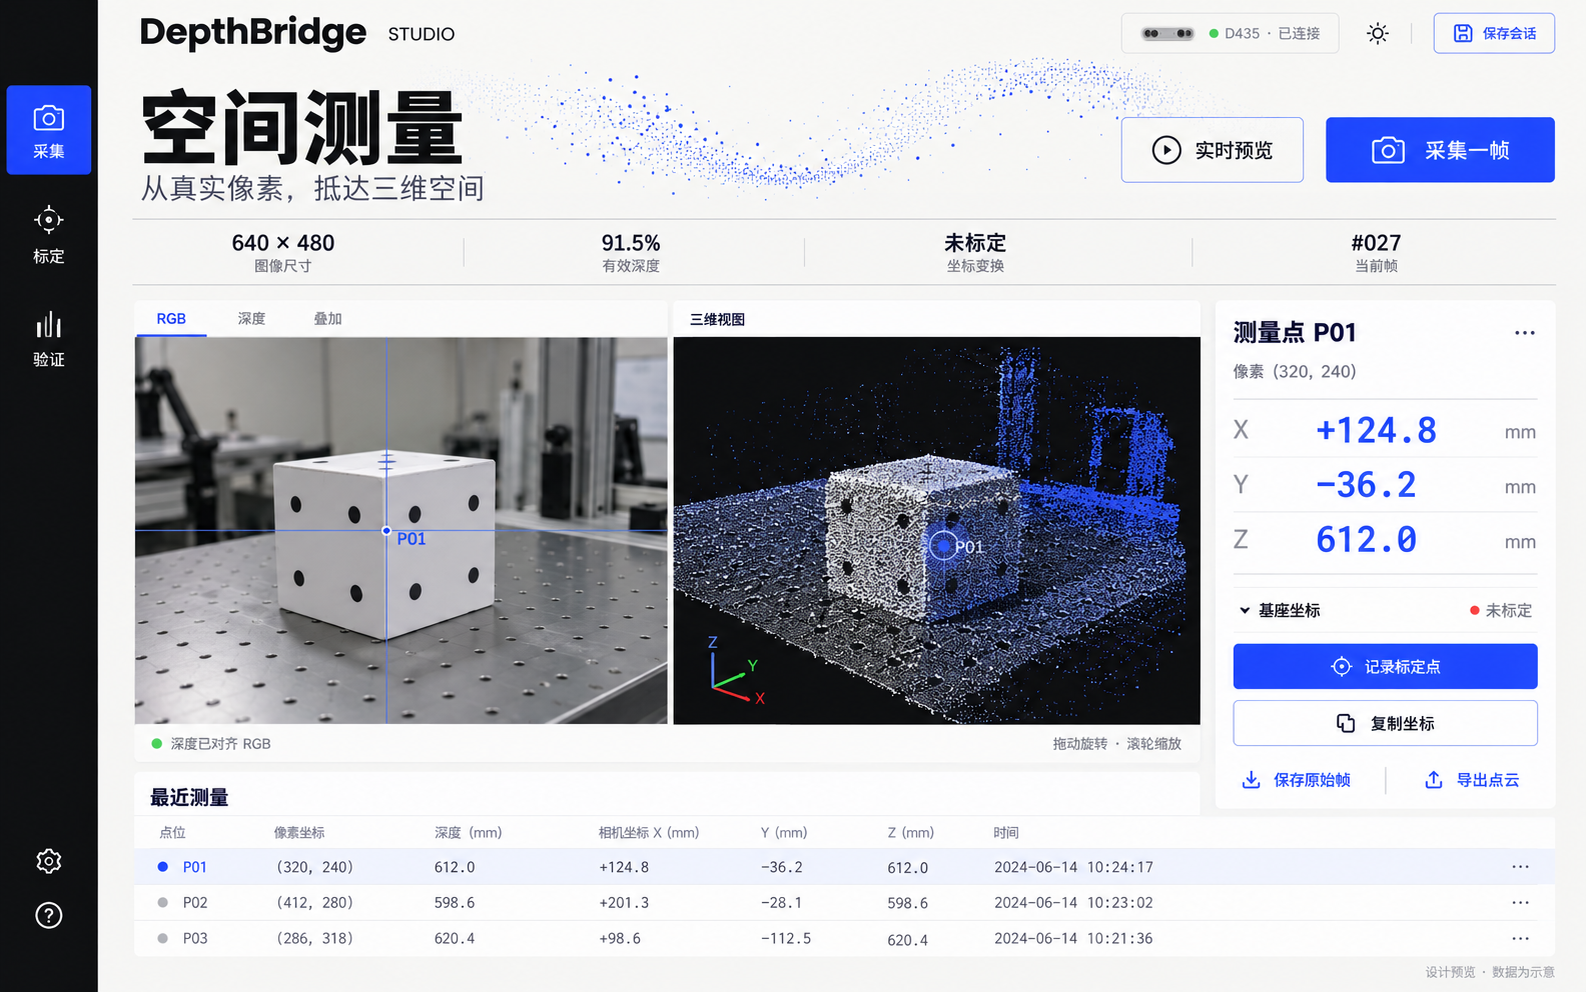 DepthBridge STUDIO
D435 · 已连接
保存会话
采集
标定
验证
空间测量
从真实像素，抵达三维空间
实时预览
采集一帧
640 × 480
图像尺寸
91.5%
有效深度
未标定
坐标变换
#027
当前帧
RGB 深度 叠加
P01
深度已对齐 RGB
三维视图
P01
Z
Y
X
拖动旋转 · 滚轮缩放
测量点 P01
像素 (320, 240)
X +124.8 mm
Y −36.2 mm
Z 612.0 mm
基座坐标 未标定
记录标定点
复制坐标
保存原始帧 导出点云
最近测量
点位 像素坐标 深度 (mm) 相机坐标 X (mm) Y (mm) Z (mm) 时间
P01 (320, 240) 612.0 +124.8 −36.2 612.0 2024-06-14 10:24:17
P02 (412, 280) 598.6 +201.3 −28.1 598.6 2024-06-14 10:23:02
P03 (286, 318) 620.4 +98.6 −112.5 620.4 2024-06-14 10:21:36
设计预览 · 数据为示意